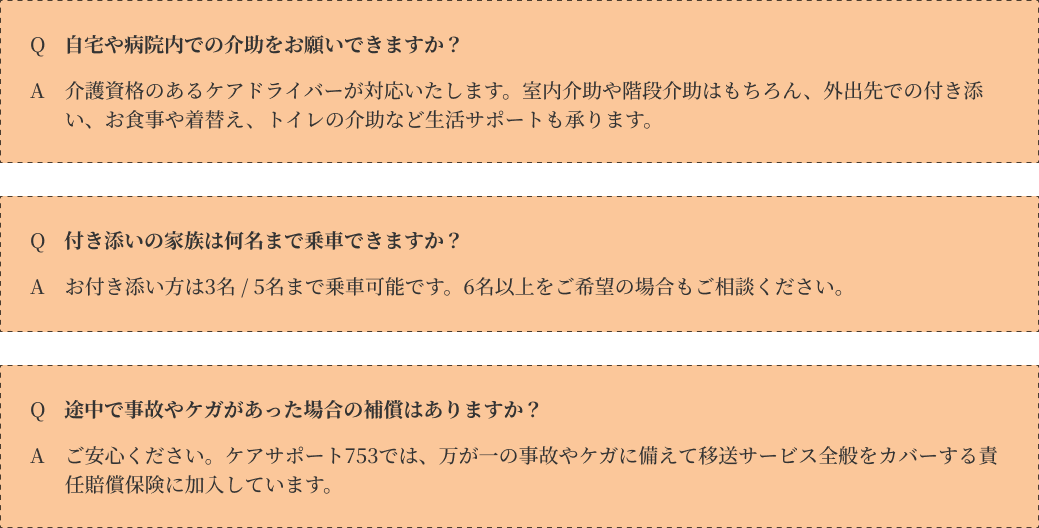 Q 自宅や病院内での介助をお願いできますか？
A 介護資格のあるケアドライバーが対応いたします。室内介助や階段介助はもちろん、外出先での付き添
い、お食事や着替え、トイレの介助など生活サポートも承ります。
Q 付き添いの家族は何名まで乗車できますか？
A お付き添い方は3名 / 5名まで乗車可能です。6名以上をご希望の場合もご相談ください。
Q 途中で事故やケガがあった場合の補償はありますか？
A ご安心ください。ケアサポート753では、万が一の事故やケガに備えて移送サービス全般をカバーする責
任賠償保険に加入しています。